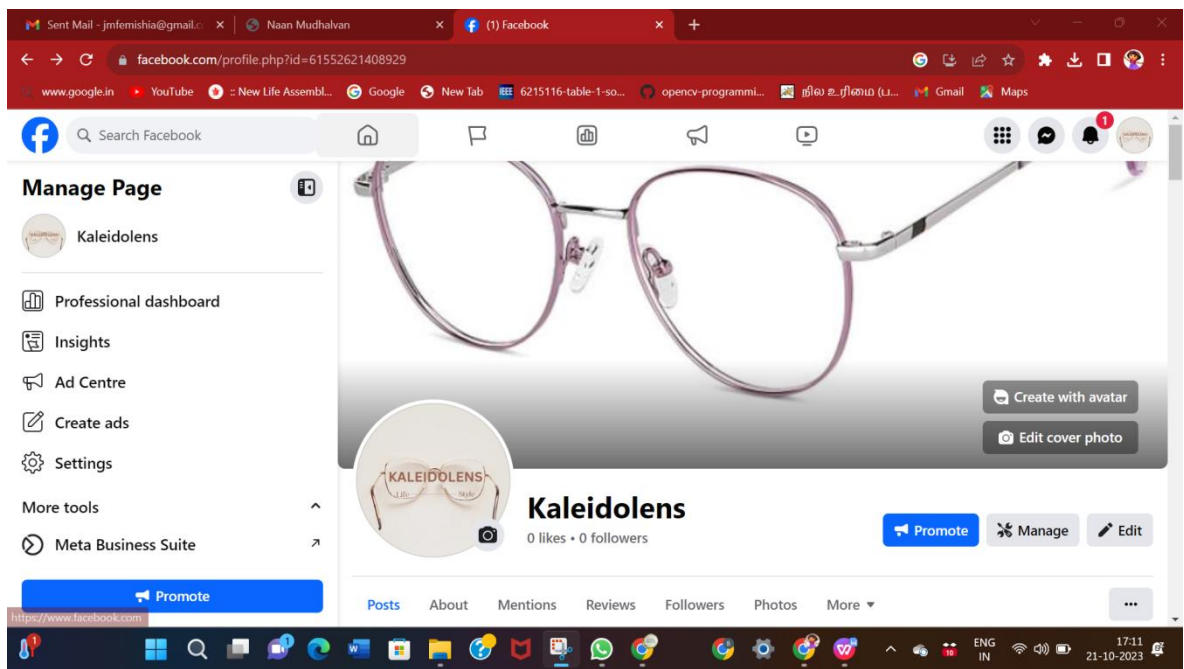 Sent Mail - jmfemishia@gmail.c
Naan Mudhalvan
(1) Facebook
facebook.com/profile.php?id=61552621408929
www.google.in
YouTube
:: New Life Assembl...
Google
New Tab
IEEE
6215116-table-1-so...
opencv-programmi...
நில உரிமம் (ப...
Gmail
Maps
Search Facebook
1
Manage Page
Kaleidolens
Professional dashboard
Insights
Ad Centre
Create ads
Settings
More tools
Meta Business Suite
Promote
https://www.facebook.com
Create with avatar
Edit cover photo
KALEIDOLENS
Life Style
Kaleidolens
0 likes • 0 followers
Promote
Manage
Edit
Posts
About
Mentions
Reviews
Followers
Photos
More
ENG
IN
17:11
21-10-2023